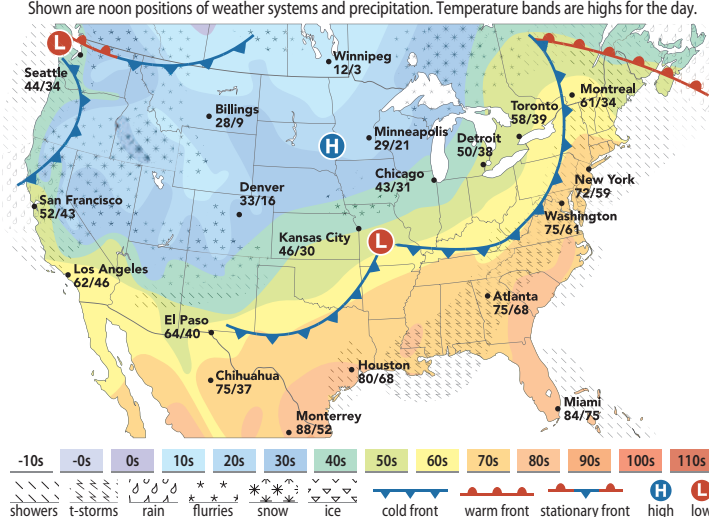 Shown are noon positions of weather systems and precipitation. Temperature bands are highs for the day.
L
Seattle
44/34
Winnipeg
12/3
Billings
28/9
H
Minneapolis
29/21
Toronto
58/39
Montreal
61/34
Detroit
50/38
Chicago
43/31
New York
72/59
Washington
75/61
San Francisco
52/43
Denver
33/16
Kansas City
46/30
L
Los Angeles
62/46
El Paso
64/40
Atlanta
75/68
Chihuahua
75/37
Houston
80/68
Monterrey
88/52
Miami
84/75
-10s -0s 0s 10s 20s 30s 40s 50s 60s 70s 80s 90s 100s 110s
H L
showers t-storms rain flurries snow ice cold front warm front stationary front high low